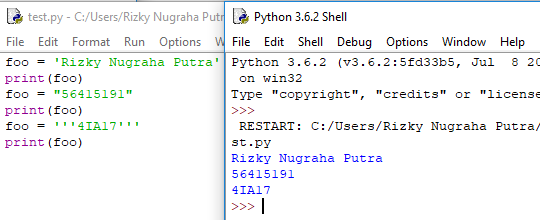 test.py - C:/Users/Rizky Nugraha Putr
File Edit Format Run Options W
foo = 'Rizky Nugraha Putra'
print(foo)
foo = "56415191"
print(foo)
foo = '''4IA17'''
print(foo)
Python 3.6.2 Shell
File Edit Shell Debug Options Window Help
Python 3.6.2 (v3.6.2:5fd33b5, Jul 8 20
on win32
Type "copyright", "credits" or "license
>>>
RESTART: C:/Users/Rizky Nugraha Putra/
st.py
Rizky Nugraha Putra
56415191
4IA17
>>>